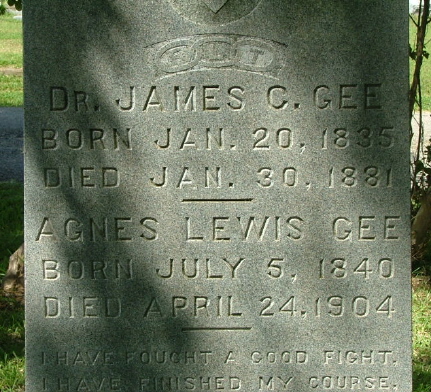 F L T
DR. JAMES C. GEE
BORN JAN. 20, 1835
DIED JAN. 30, 1881
AGNES LEWIS GEE
BORN JULY 5, 1840
DIED APRIL 24, 1904
I HAVE FOUGHT A GOOD FIGHT.
I HAVE FINISHED MY COURSE.